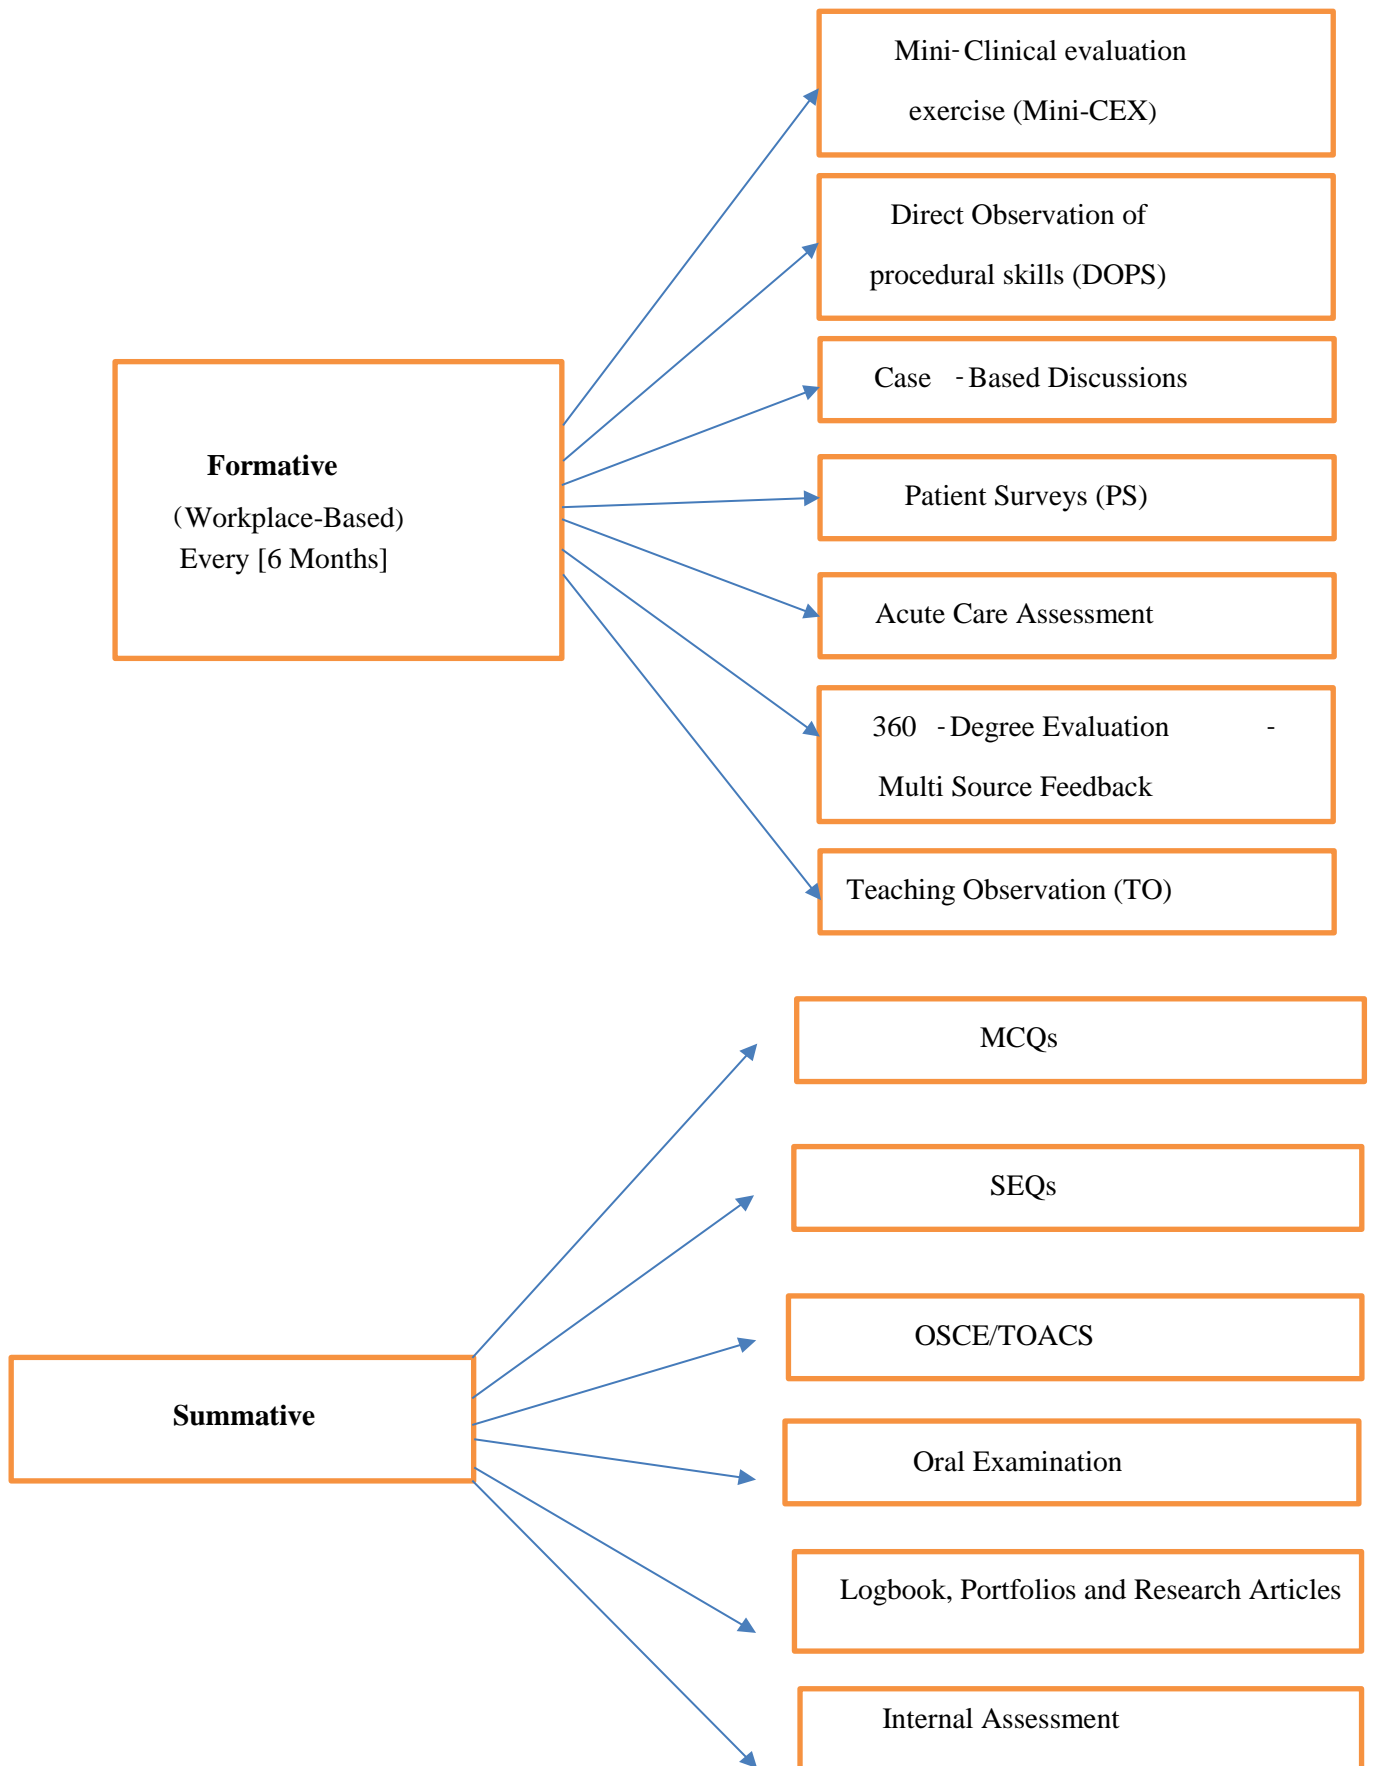 Mini-Clinical evaluation
exercise (Mini-CEX)
Direct Observation of
procedural skills (DOPS)
Case -Based Discussions
Formative
(Workplace-Based)
Every [6 Months]
Patient Surveys (PS)
Acute Care Assessment
360 -Degree Evaluation -
Multi Source Feedback
Teaching Observation (TO)
MCQs
SEQs
OSCE/TOACS
Summative
Oral Examination
Logbook, Portfolios and Research Articles
Internal Assessment